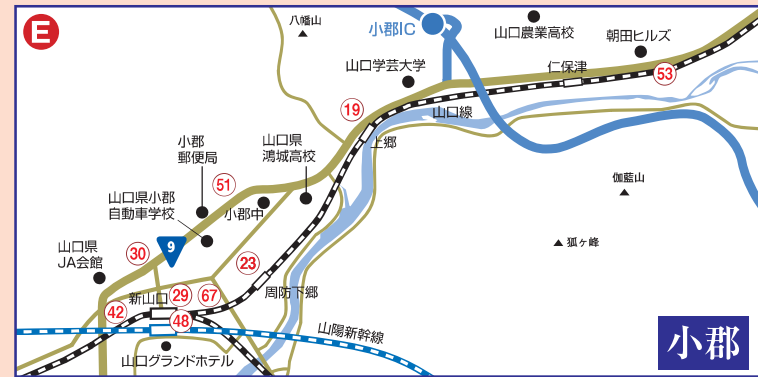 E
八幡山
小郡IC
山口農業高校
朝田ヒルズ
山口学芸大学
仁保津
53
19
山口線
上郷
小郡
郵便局
山口県
鴻城高校
51
山口県小郡
自動車学校
小郡中
伽藍山
狐ヶ峰
9
30
山口県
JA会館
23
周防下郷
新山口
29
67
42
48
山陽新幹線
山口グランドホテル
小郡